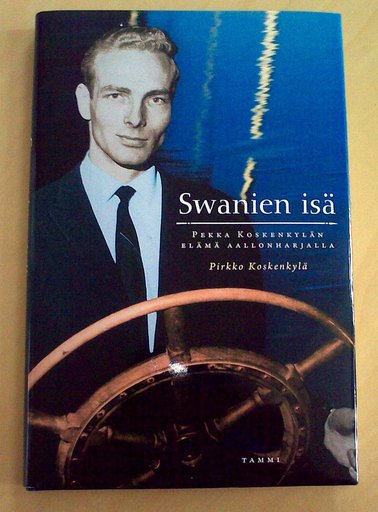 Swanien isä
Pekka Koskenkylän
elämä aallonharjalla
Pirkko Koskenkylä
TAMMI